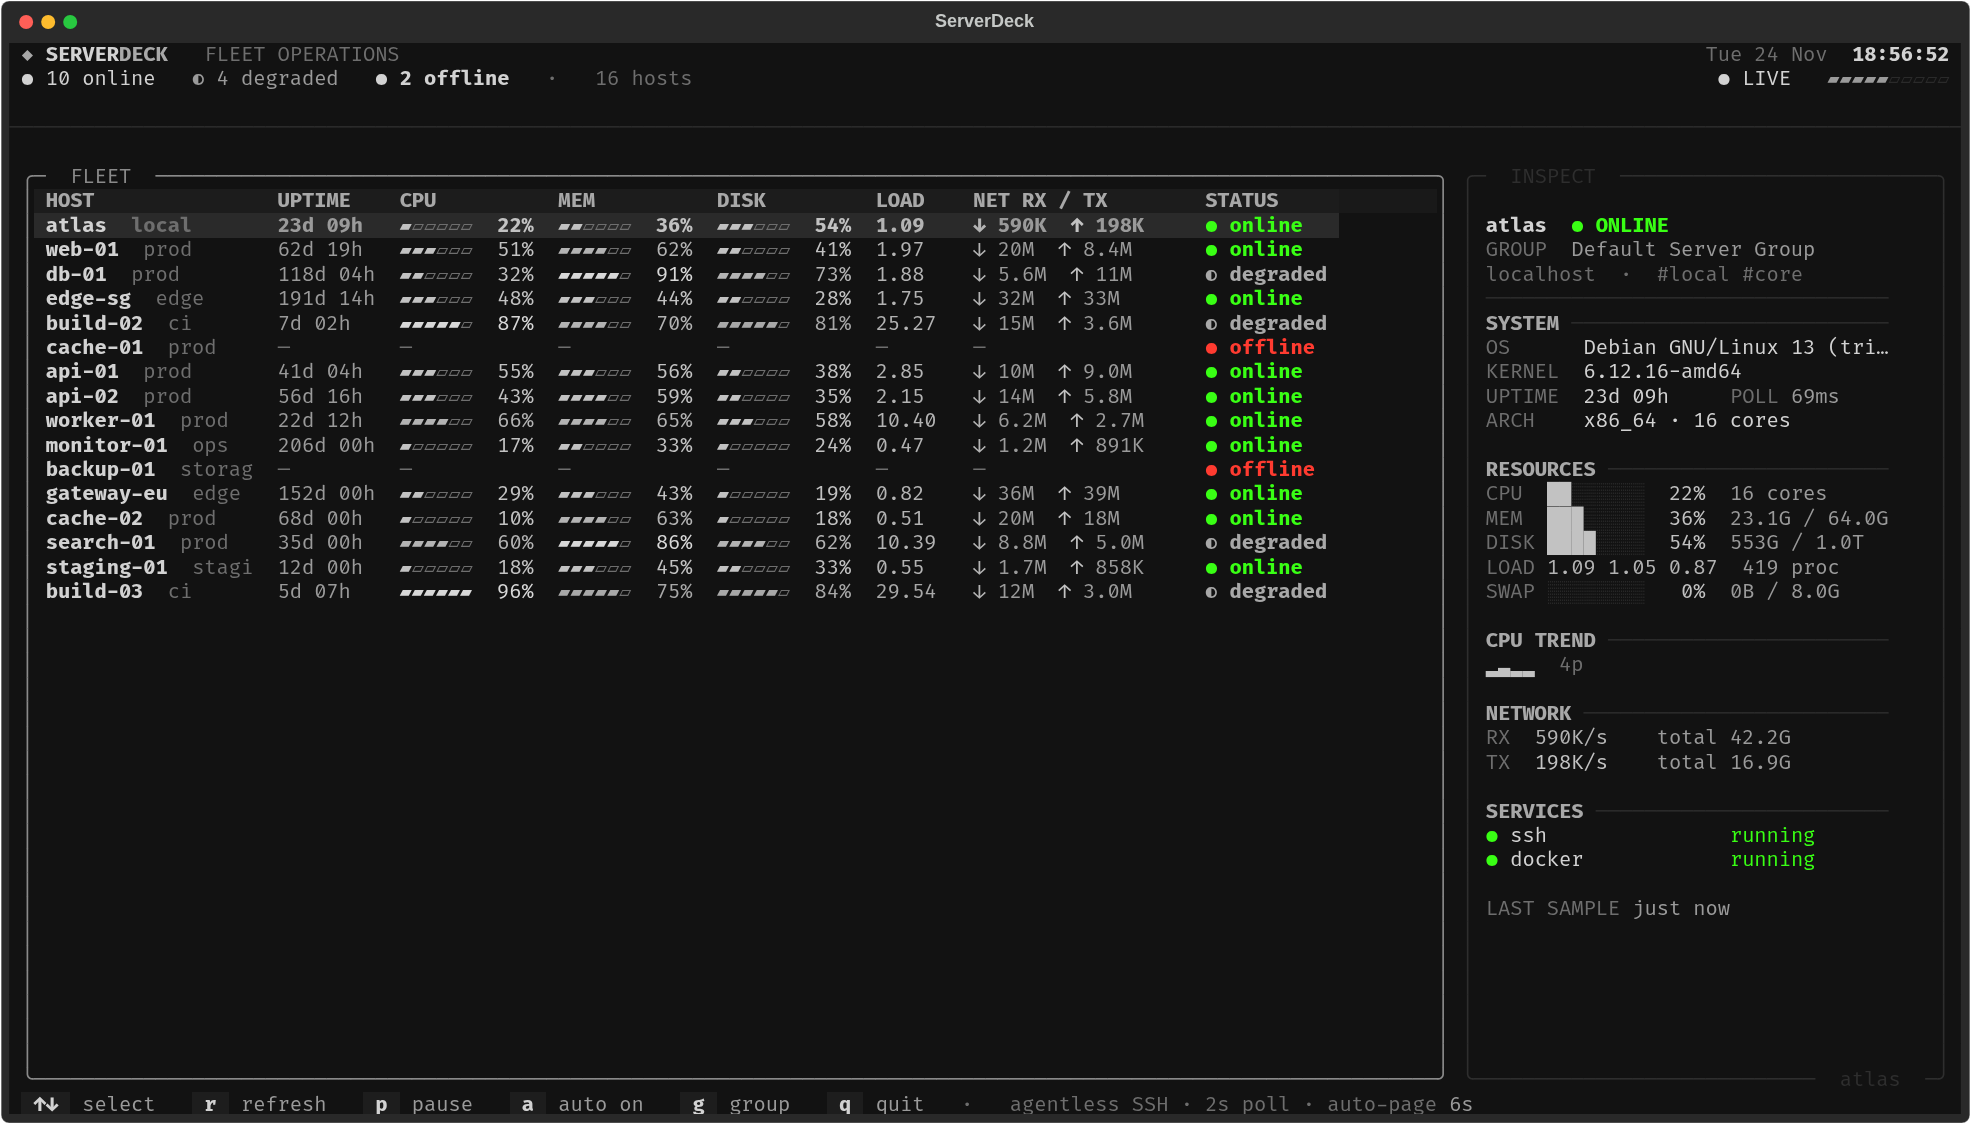 ServerDeck
◆ SERVERDECK FLEET OPERATIONS Tue 24 Nov 18:56:52
● 10 online ◐ 4 degraded ● 2 offline · 16 hosts ● LIVE ▰▰▰▰▰▱▱▱▱▱
FLEET
HOST UPTIME CPU MEM DISK LOAD NET RX / TX STATUS
atlas local 23d 09h ▰▱▱▱▱▱ 22% ▰▰▱▱▱▱ 36% ▰▰▰▱▱▱ 54% 1.09 ↓ 590K ↑ 198K ● online
web-01 prod 62d 19h ▰▰▰▱▱▱ 51% ▰▰▰▰▱▱ 62% ▰▰▱▱▱▱ 41% 1.97 ↓ 20M ↑ 8.4M ● online
db-01 prod 118d 04h ▰▰▱▱▱▱ 32% ▰▰▰▰▰▱ 91% ▰▰▰▰▱▱ 73% 1.88 ↓ 5.6M ↑ 11M ◐ degraded
edge-sg edge 191d 14h ▰▰▰▱▱▱ 48% ▰▰▰▱▱▱ 44% ▰▰▱▱▱▱ 28% 1.75 ↓ 32M ↑ 33M ● online
build-02 ci 7d 02h ▰▰▰▰▰▱ 87% ▰▰▰▰▱▱ 70% ▰▰▰▰▰▱ 81% 25.27 ↓ 15M ↑ 3.6M ◐ degraded
cache-01 prod — — — — — — ● offline
api-01 prod 41d 04h ▰▰▰▱▱▱ 55% ▰▰▰▱▱▱ 56% ▰▰▱▱▱▱ 38% 2.85 ↓ 10M ↑ 9.0M ● online
api-02 prod 56d 16h ▰▰▰▱▱▱ 43% ▰▰▰▰▱▱ 59% ▰▰▱▱▱▱ 35% 2.15 ↓ 14M ↑ 5.8M ● online
worker-01 prod 22d 12h ▰▰▰▰▱▱ 66% ▰▰▰▰▱▱ 65% ▰▰▰▱▱▱ 58% 10.40 ↓ 6.2M ↑ 2.7M ● online
monitor-01 ops 206d 00h ▰▱▱▱▱▱ 17% ▰▰▱▱▱▱ 33% ▰▱▱▱▱▱ 24% 0.47 ↓ 1.2M ↑ 891K ● online
backup-01 storag — — — — — — ● offline
gateway-eu edge 152d 00h ▰▰▱▱▱▱ 29% ▰▰▰▱▱▱ 43% ▰▱▱▱▱▱ 19% 0.82 ↓ 36M ↑ 39M ● online
cache-02 prod 68d 00h ▰▱▱▱▱▱ 10% ▰▰▰▰▱▱ 63% ▰▱▱▱▱▱ 18% 0.51 ↓ 20M ↑ 18M ● online
search-01 prod 35d 00h ▰▰▰▰▱▱ 60% ▰▰▰▰▰▱ 86% ▰▰▰▰▱▱ 62% 10.39 ↓ 8.8M ↑ 5.0M ◐ degraded
staging-01 stagi 12d 00h ▰▱▱▱▱▱ 18% ▰▰▰▱▱▱ 45% ▰▰▱▱▱▱ 33% 0.55 ↓ 1.7M ↑ 858K ● online
build-03 ci 5d 07h ▰▰▰▰▰▰ 96% ▰▰▰▰▰▱ 75% ▰▰▰▰▰▱ 84% 29.54 ↓ 12M ↑ 3.0M ◐ degraded
INSPECT
atlas ● ONLINE
GROUP Default Server Group
localhost · #local #core
SYSTEM
OS Debian GNU/Linux 13 (tri…
KERNEL 6.12.16-amd64
UPTIME 23d 09h POLL 69ms
ARCH x86_64 · 16 cores
RESOURCES
CPU 22% 16 cores
MEM 36% 23.1G / 64.0G
DISK 54% 553G / 1.0T
LOAD 1.09 1.05 0.87 419 proc
SWAP 0% 0B / 8.0G
CPU TREND
4p
NETWORK
RX 590K/s total 42.2G
TX 198K/s total 16.9G
SERVICES
● ssh running
● docker running
LAST SAMPLE just now
atlas
↑↓ select r refresh p pause a auto on g group q quit · agentless SSH · 2s poll · auto-page 6s